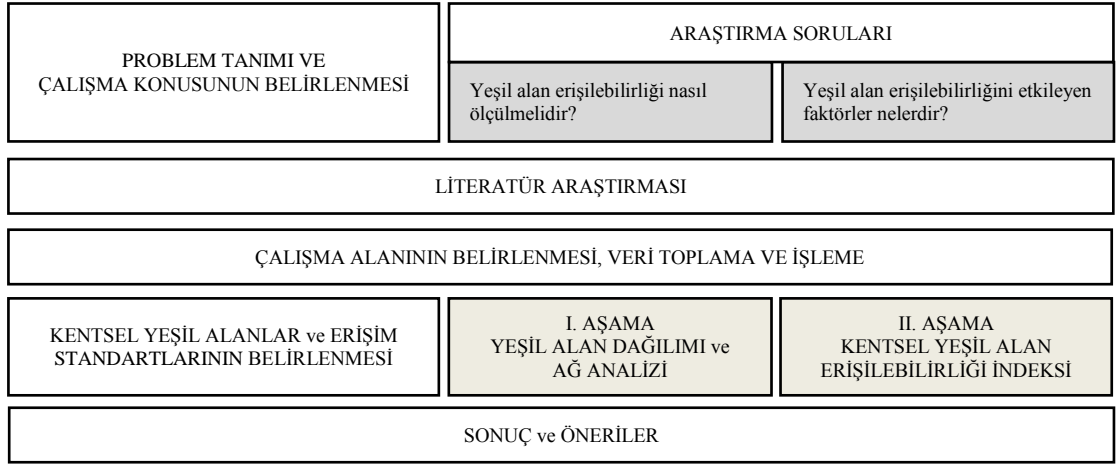 PROBLEM TANIMI VE
ÇALIŞMA KONUSUNUN BELİRLENMESİ
ARAŞTIRMA SORULARI
Yeşil alan erişilebilirliği nasıl
ölçülmelidir?
Yeşil alan erişilebilirliğini etkileyen
faktörler nelerdir?
LİTERATÜR ARAŞTIRMASI
ÇALIŞMA ALANININ BELİRLENMESİ, VERİ TOPLAMA VE İŞLEME
KENTSEL YEŞİL ALANLAR ve ERİŞİM
STANDARTLARININ BELİRLENMESİ
I. AŞAMA
YEŞİL ALAN DAĞILIMI ve
AĞ ANALİZİ
II. AŞAMA
KENTSEL YEŞİL ALAN
ERİŞİLEBİLİRLİĞİ İNDEKSİ
SONUÇ ve ÖNERİLER